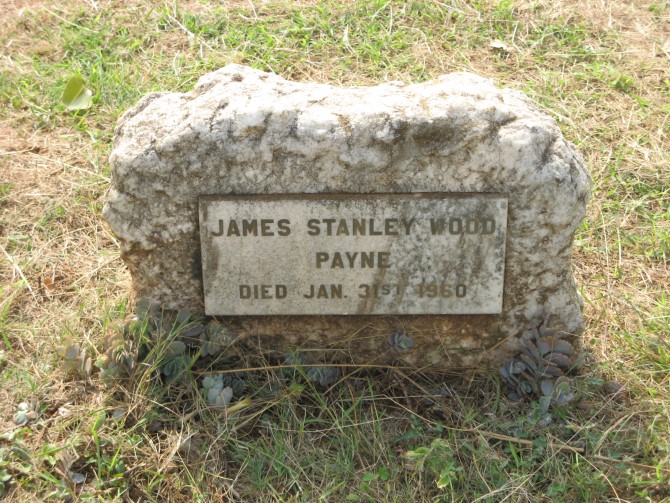 JAMES STANLEY WOOD
PAYNE
DIED JAN. 31ST 1960